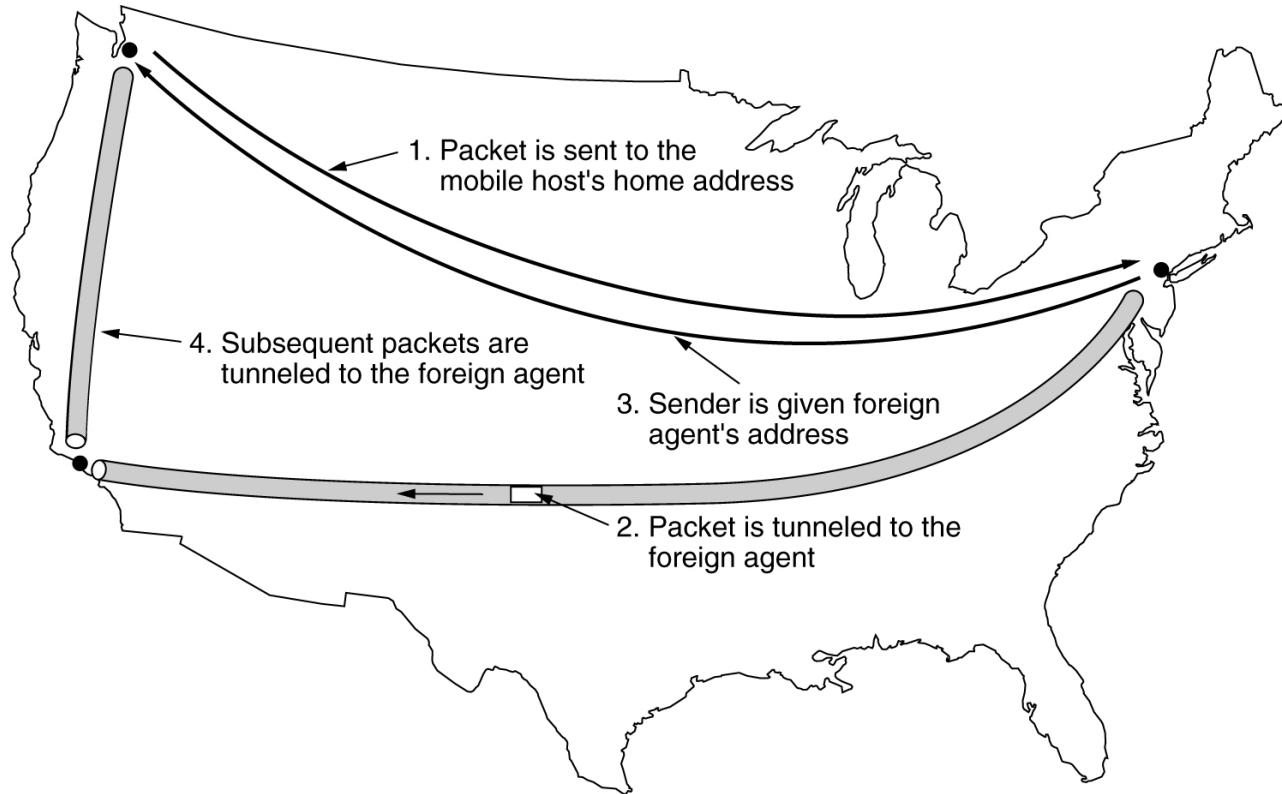 1. Packet is sent to the
mobile host's home address
4. Subsequent packets are
tunneled to the foreign agent
3. Sender is given foreign
agent's address
2. Packet is tunneled to the
foreign agent